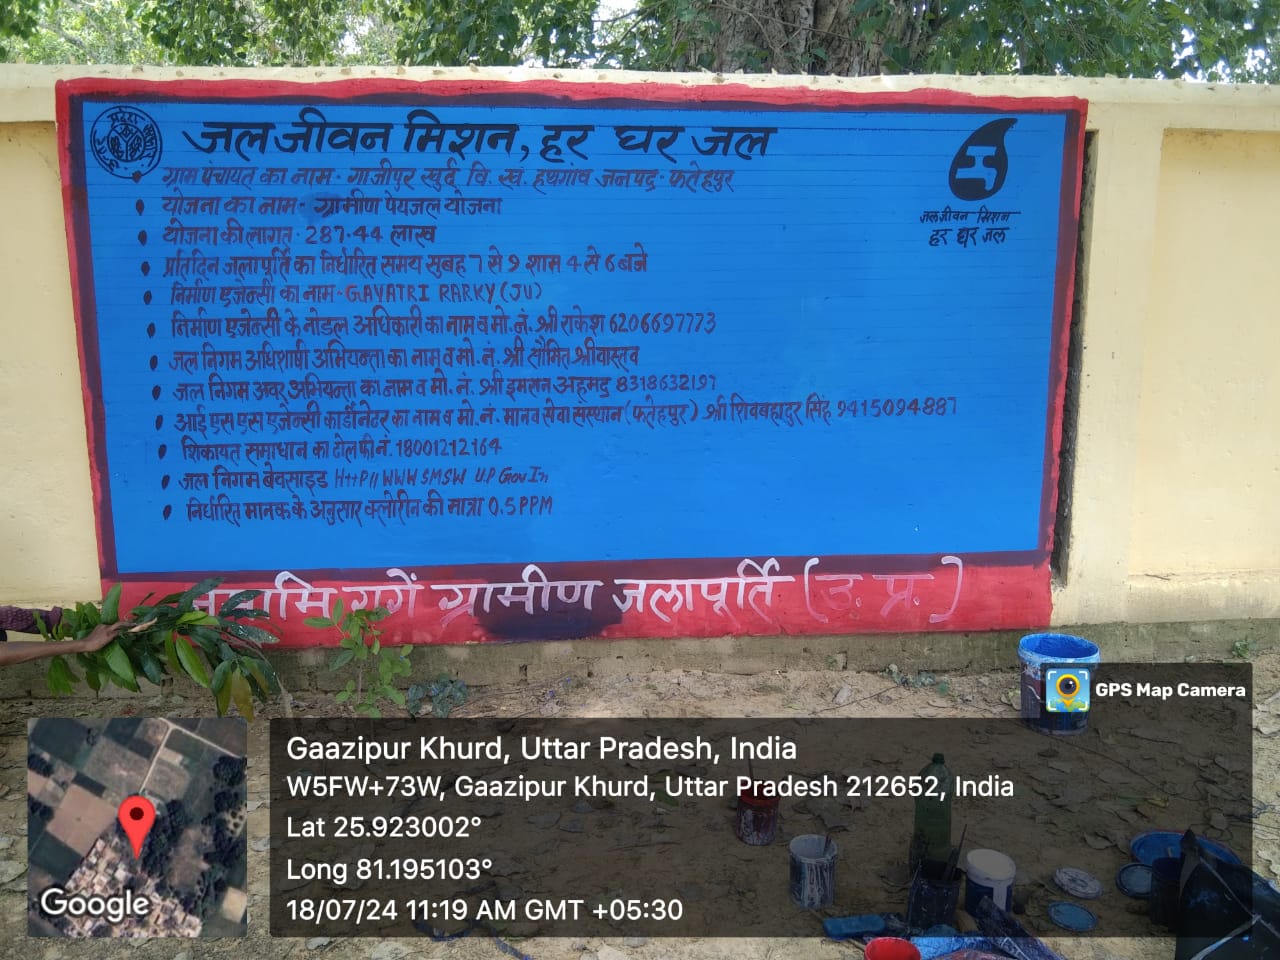 जल जीवन मिशन, हर घर जल
ग्राम पंचायत का नाम - गाजीपुर खुर्द वि. खं. हथगांव जनपद - फतेहपुर
योजना का नाम - ग्रामीण पेयजल योजना
योजना की लागत - 287.44 लाख
प्रतिदिन जलापूर्ति का निर्धारित समय सुबह 7 से 9 शाम 4 से 6 बजे
निर्माण एजेन्सी का नाम - GAYATRI RARKY (JU)
निर्माण एजेन्सी के नोडल अधिकारी का नाम व मो. नं. श्री राकेश 6206697773
जल निगम अधिशाषी अभियन्ता का नाम व मो. नं. श्री सौमित श्रीवास्तव
जल निगम अवर अभियन्ता का नाम व मो. नं. श्री इमरान अहमद 8318632197
आई एस एस एजेन्सी कार्डीनेटर का नाम व मो. नं. मानव सेवा संस्थान (फतेहपुर) श्री शिवबहादुर सिंह 9415094887
शिकायत समाधान का टोल फ्री नं. 18001212164
जल निगम बेवसाइड H++P// WWW SMSW U.P Gov In
निर्धारित मानक के अनुसार क्लोरीन की मात्रा 0.5 PPM
जलजीवन मिशन
हर घर जल
ग्रामीण जलापूर्ति (उ. प्र.)
GPS Map Camera
Gaazipur Khurd, Uttar Pradesh, India
W5FW+73W, Gaazipur Khurd, Uttar Pradesh 212652, India
Lat 25.923002°
Long 81.195103°
18/07/24 11:19 AM GMT +05:30
Google